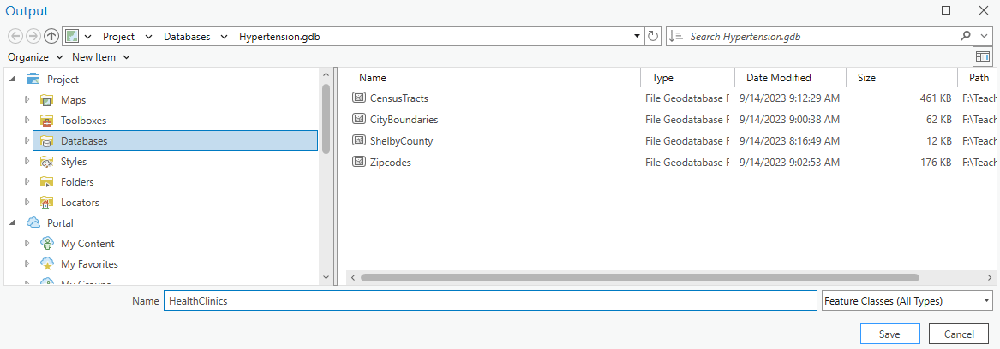 Output
Project Databases Hypertension.gdb Search Hypertension.gdb
Organize New Item
Project
Maps
Toolboxes
Databases
Styles
Folders
Locators
Portal
My Content
My Favorites
My Groups
Name Type Date Modified Size Path
CensusTracts File Geodatabase F 9/14/2023 9:12:29 AM 461 KB F:\Teach
CityBoundaries File Geodatabase F 9/14/2023 9:00:38 AM 62 KB F:\Teach
ShelbyCounty File Geodatabase F 9/14/2023 8:16:49 AM 12 KB F:\Teach
Zipcodes File Geodatabase F 9/14/2023 9:02:53 AM 176 KB F:\Teach
Name HealthClinics Feature Classes (All Types)
Save Cancel